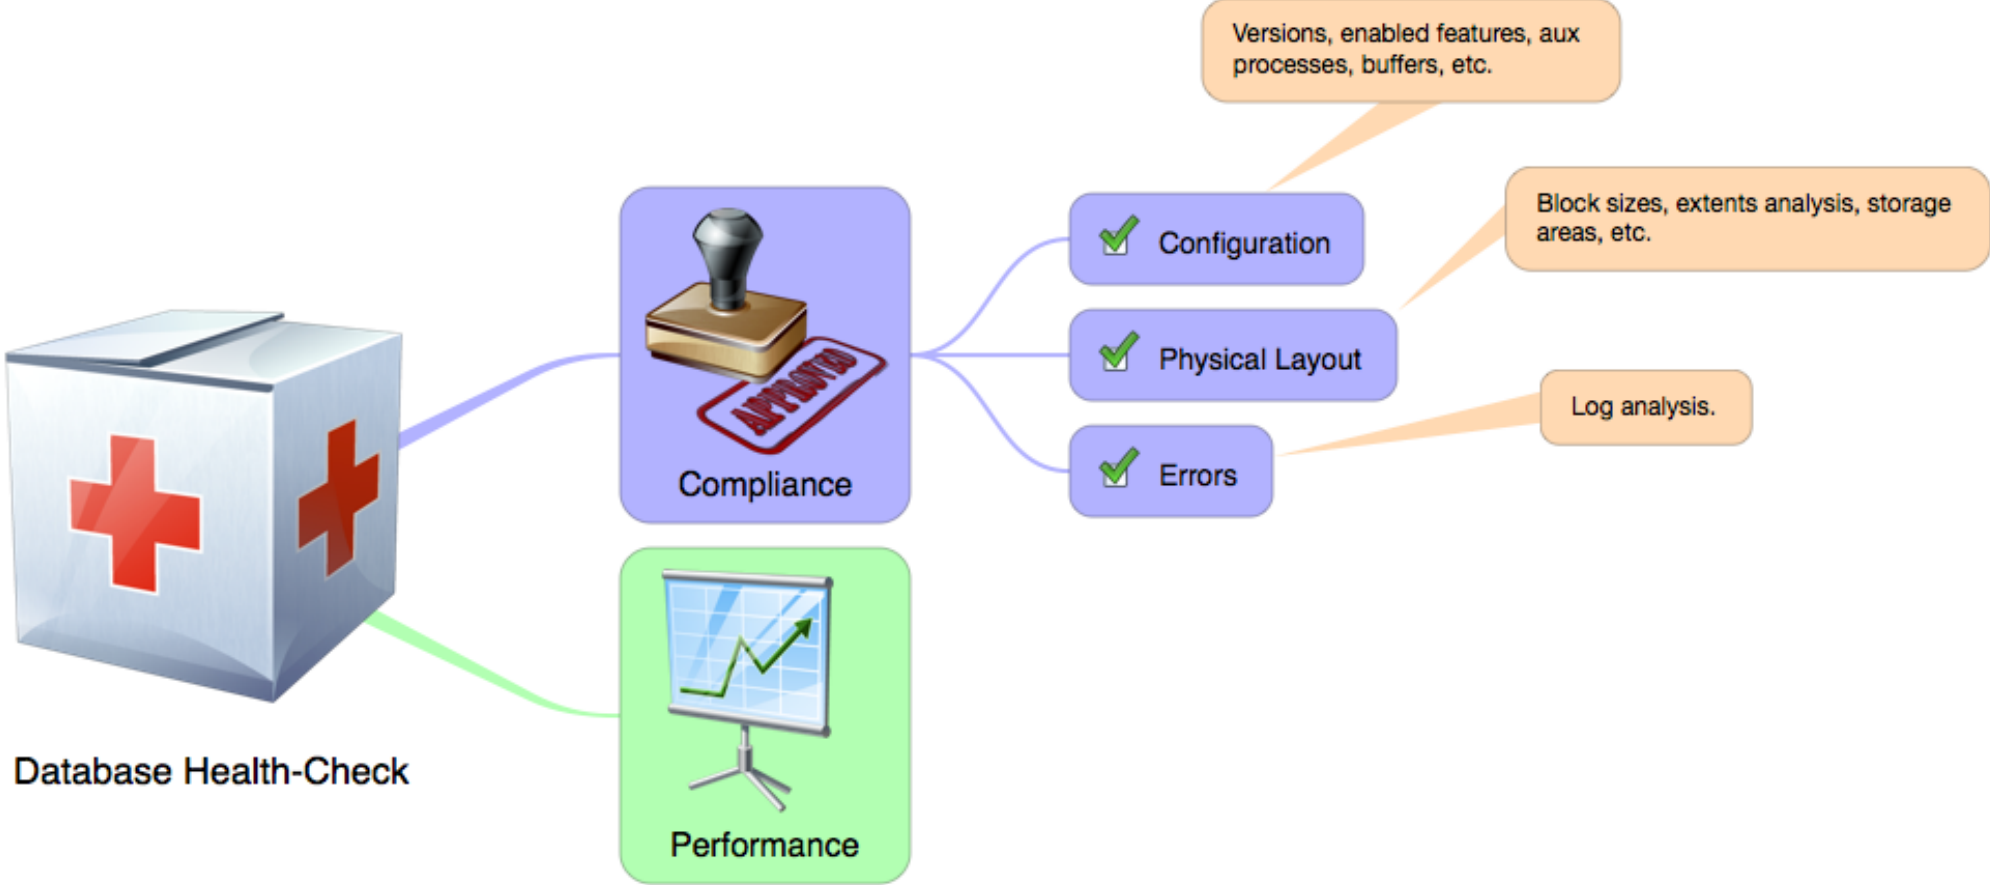 Versions, enabled features, aux
processes, buffers, etc.
Block sizes, extents analysis, storage
areas, etc.
Configuration
Physical Layout
Log analysis.
Errors
APPROVED
Compliance
Database Health-Check
Performance